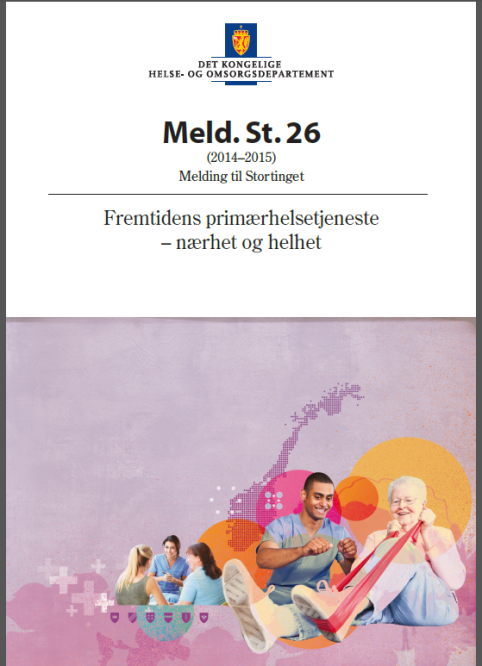 DET KONGELIGE
HELSE- OG OMSORGSDEPARTEMENT
Meld. St. 26
(2014–2015)
Melding til Stortinget
Fremtidens primærhelsetjeneste
– nærhet og helhet